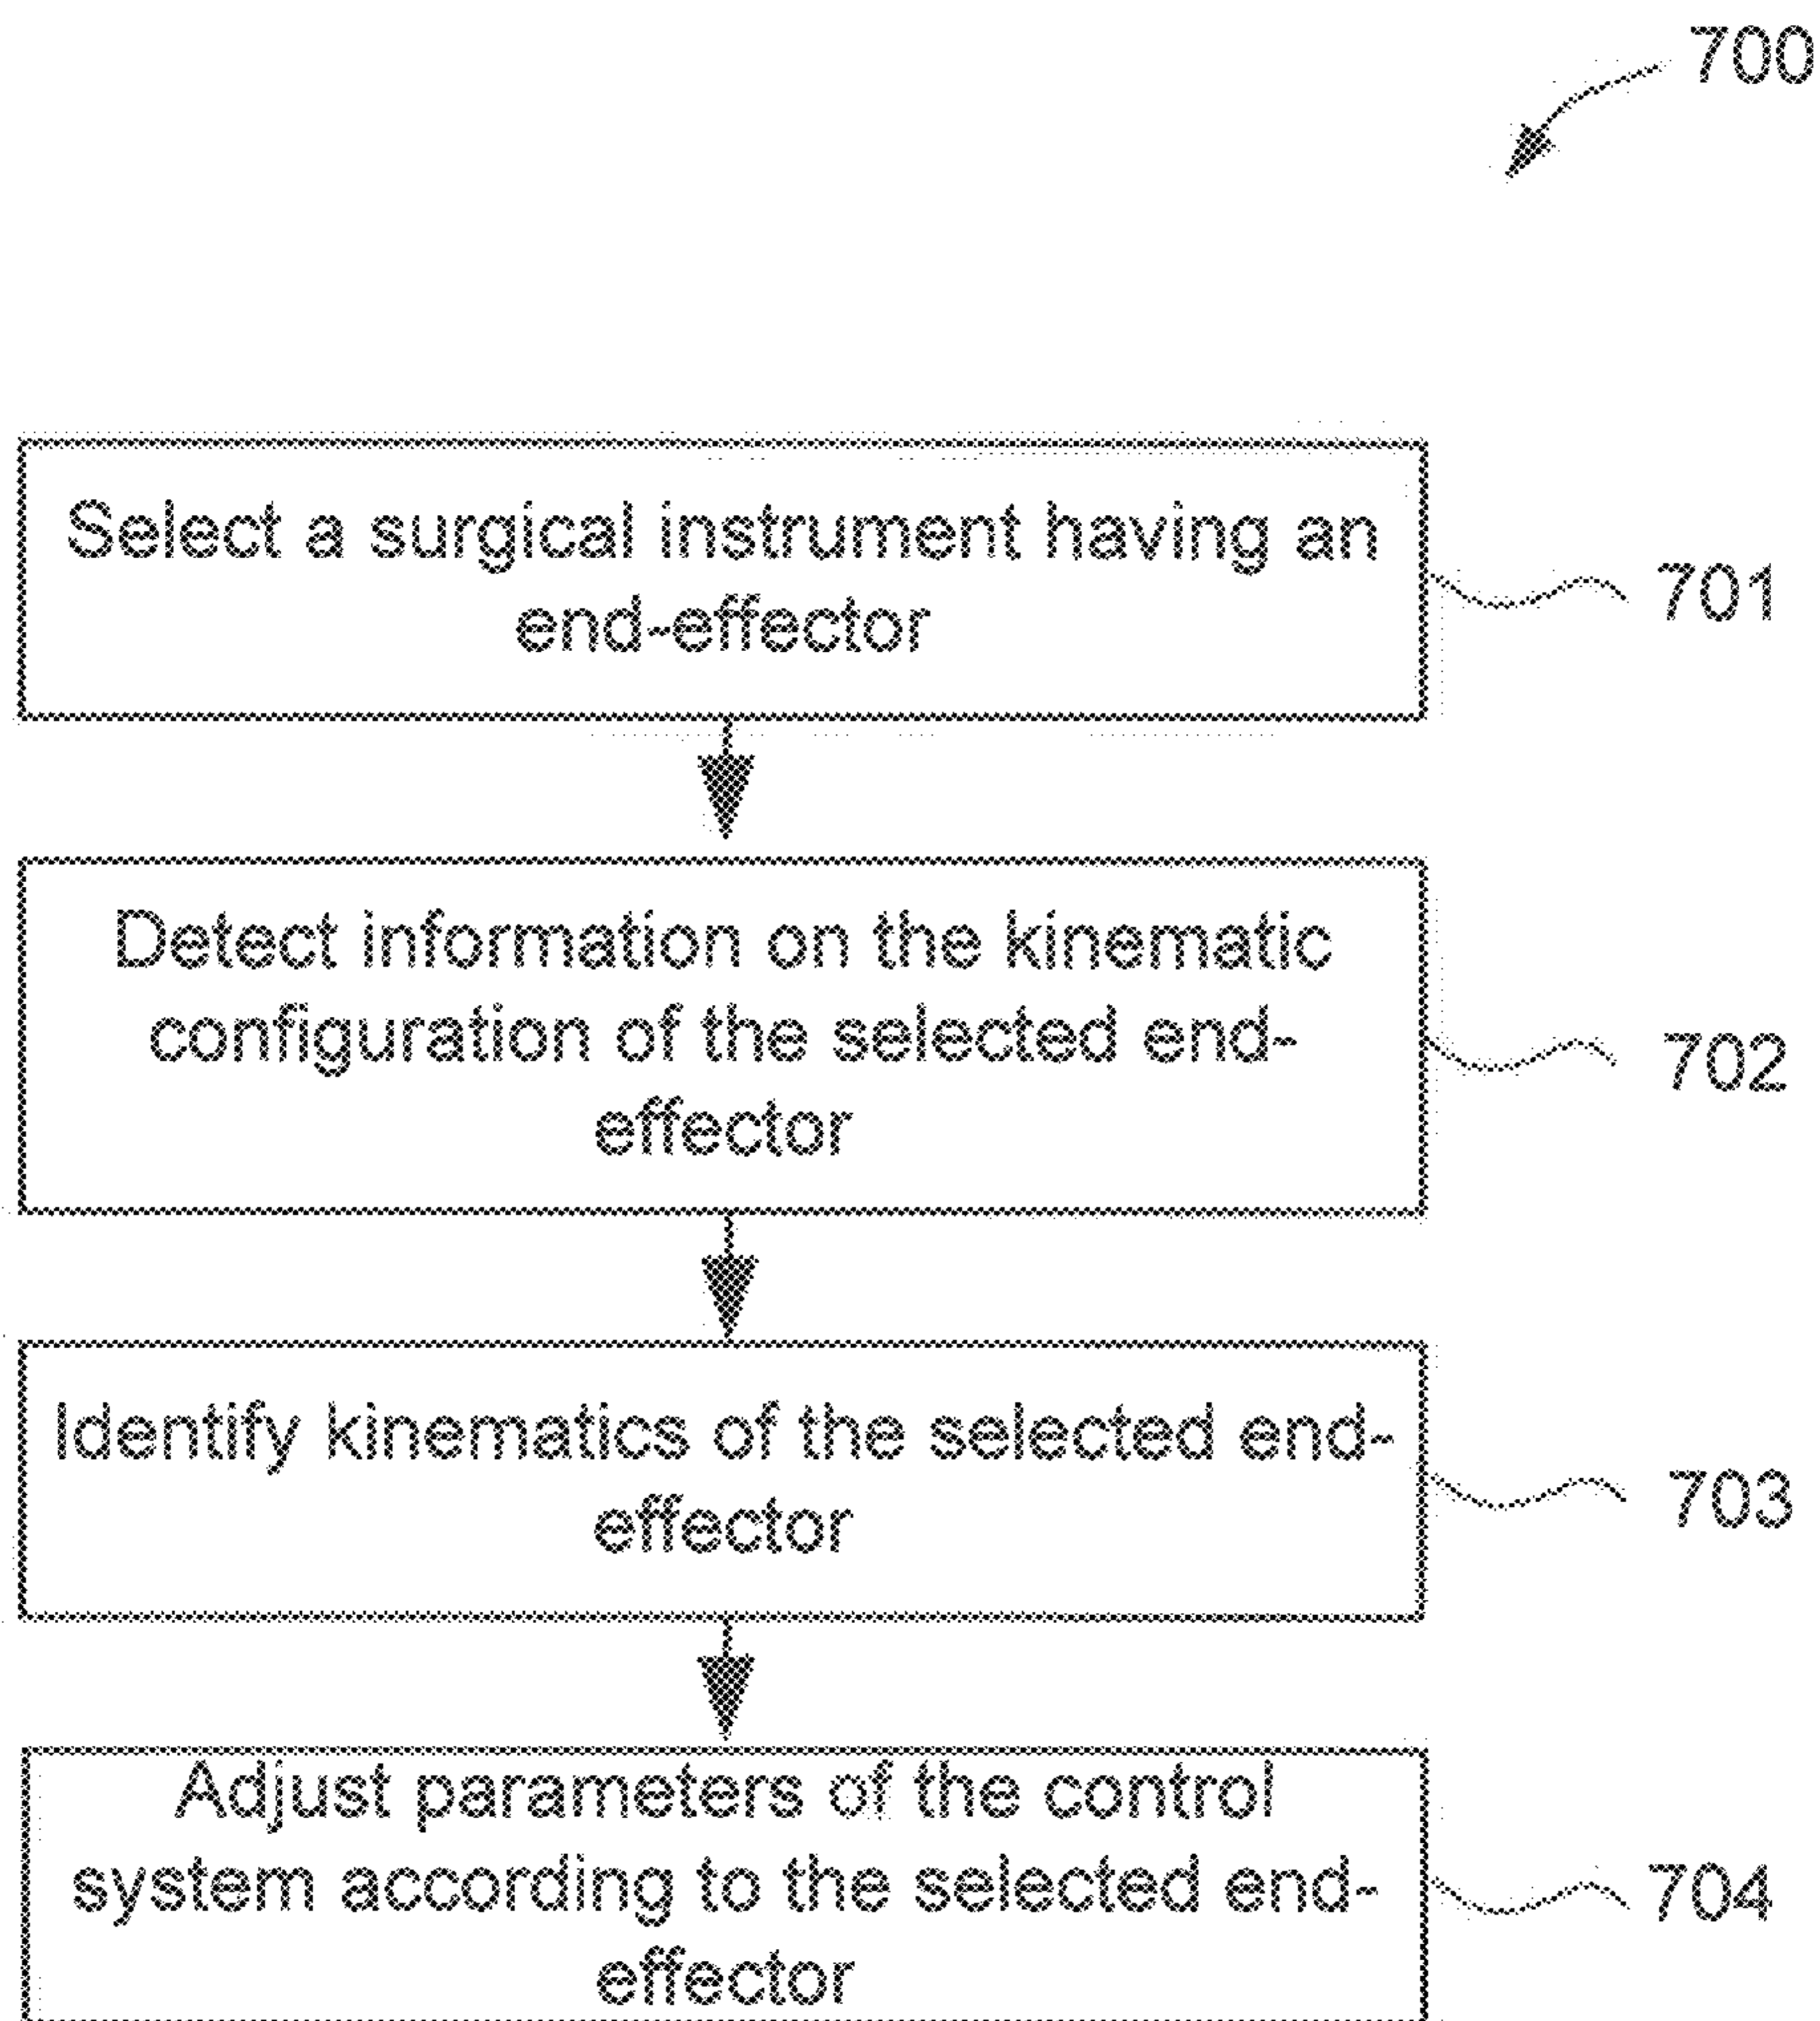 700
Select a surgical instrument having an
end-effector
701
Detect information on the kinematic
configuration of the selected end-
effector
702
Identify kinematics of the selected end-
effector
703
Adjust parameters of the control
system according to the selected end-
effector
704